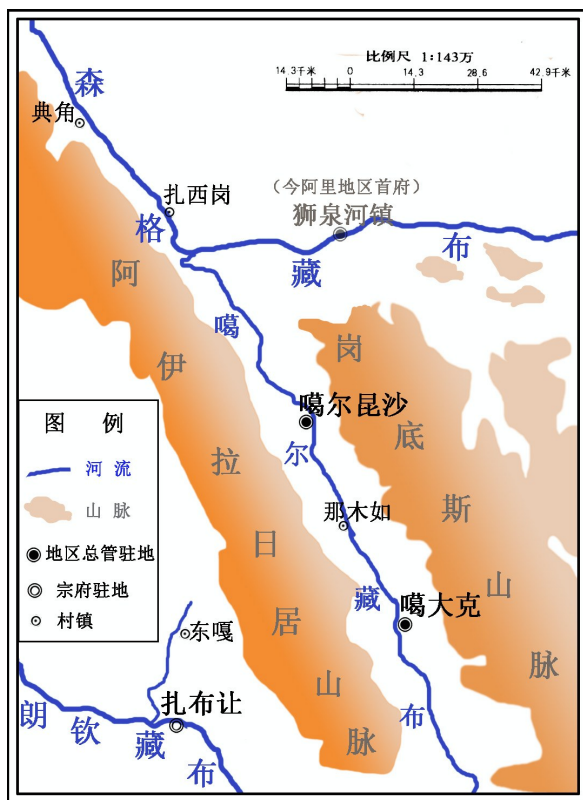 比例尺 1:143万
14.3千米 0 14.3 28.6 42.9千米
森格藏布
典角
扎西岗
（今阿里地区首府）
狮泉河镇
阿伊拉日居山脉
噶尔藏布
岗底斯山脉
噶尔昆沙
那木如
噶大克
图 例
河 流
山 脉
地区总管驻地
宗府驻地
村镇
东嘎
扎布让
朗钦藏布